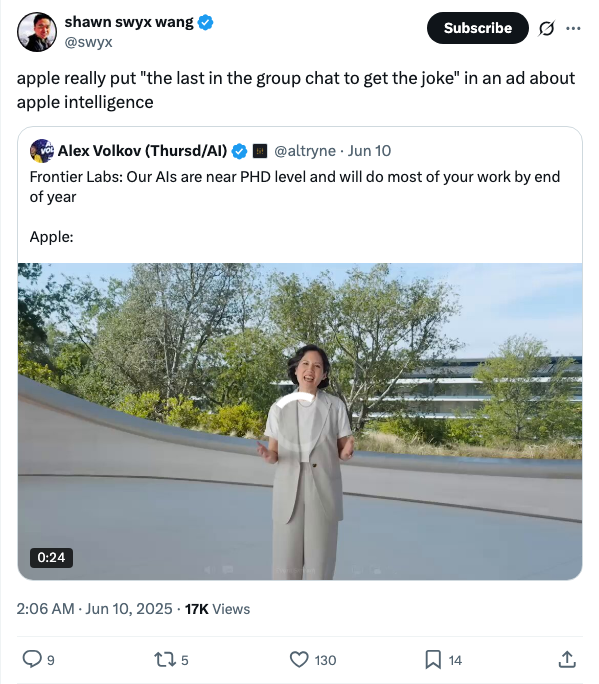 shawn swyx wang
@swyx
Subscribe
apple really put "the last in the group chat to get the joke" in an ad about
apple intelligence
Alex Volkov (Thursd/AI) @altryne · Jun 10
Frontier Labs: Our AIs are near PHD level and will do most of your work by end
of year
Apple:
0:24
2:06 AM · Jun 10, 2025 · 17K Views
9 5 130 14